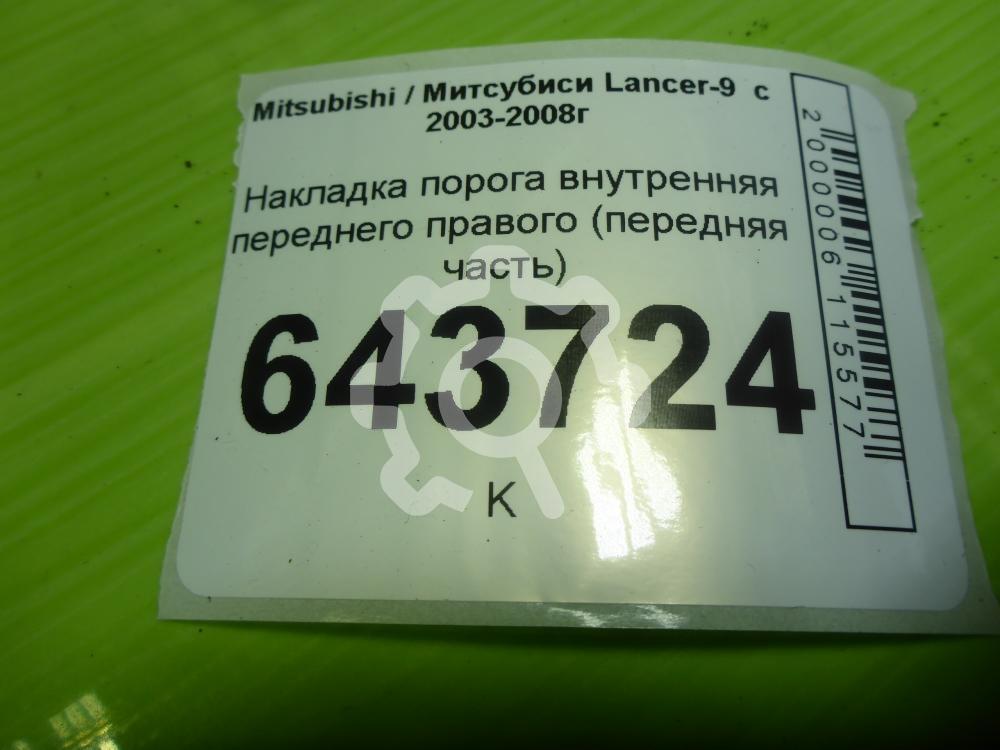 Mitsubishi / Митсубиси Lancer-9 с
2003-2008г
Накладка порога внутренняя
переднего правого (передняя
часть)
643724
К
2000006115577